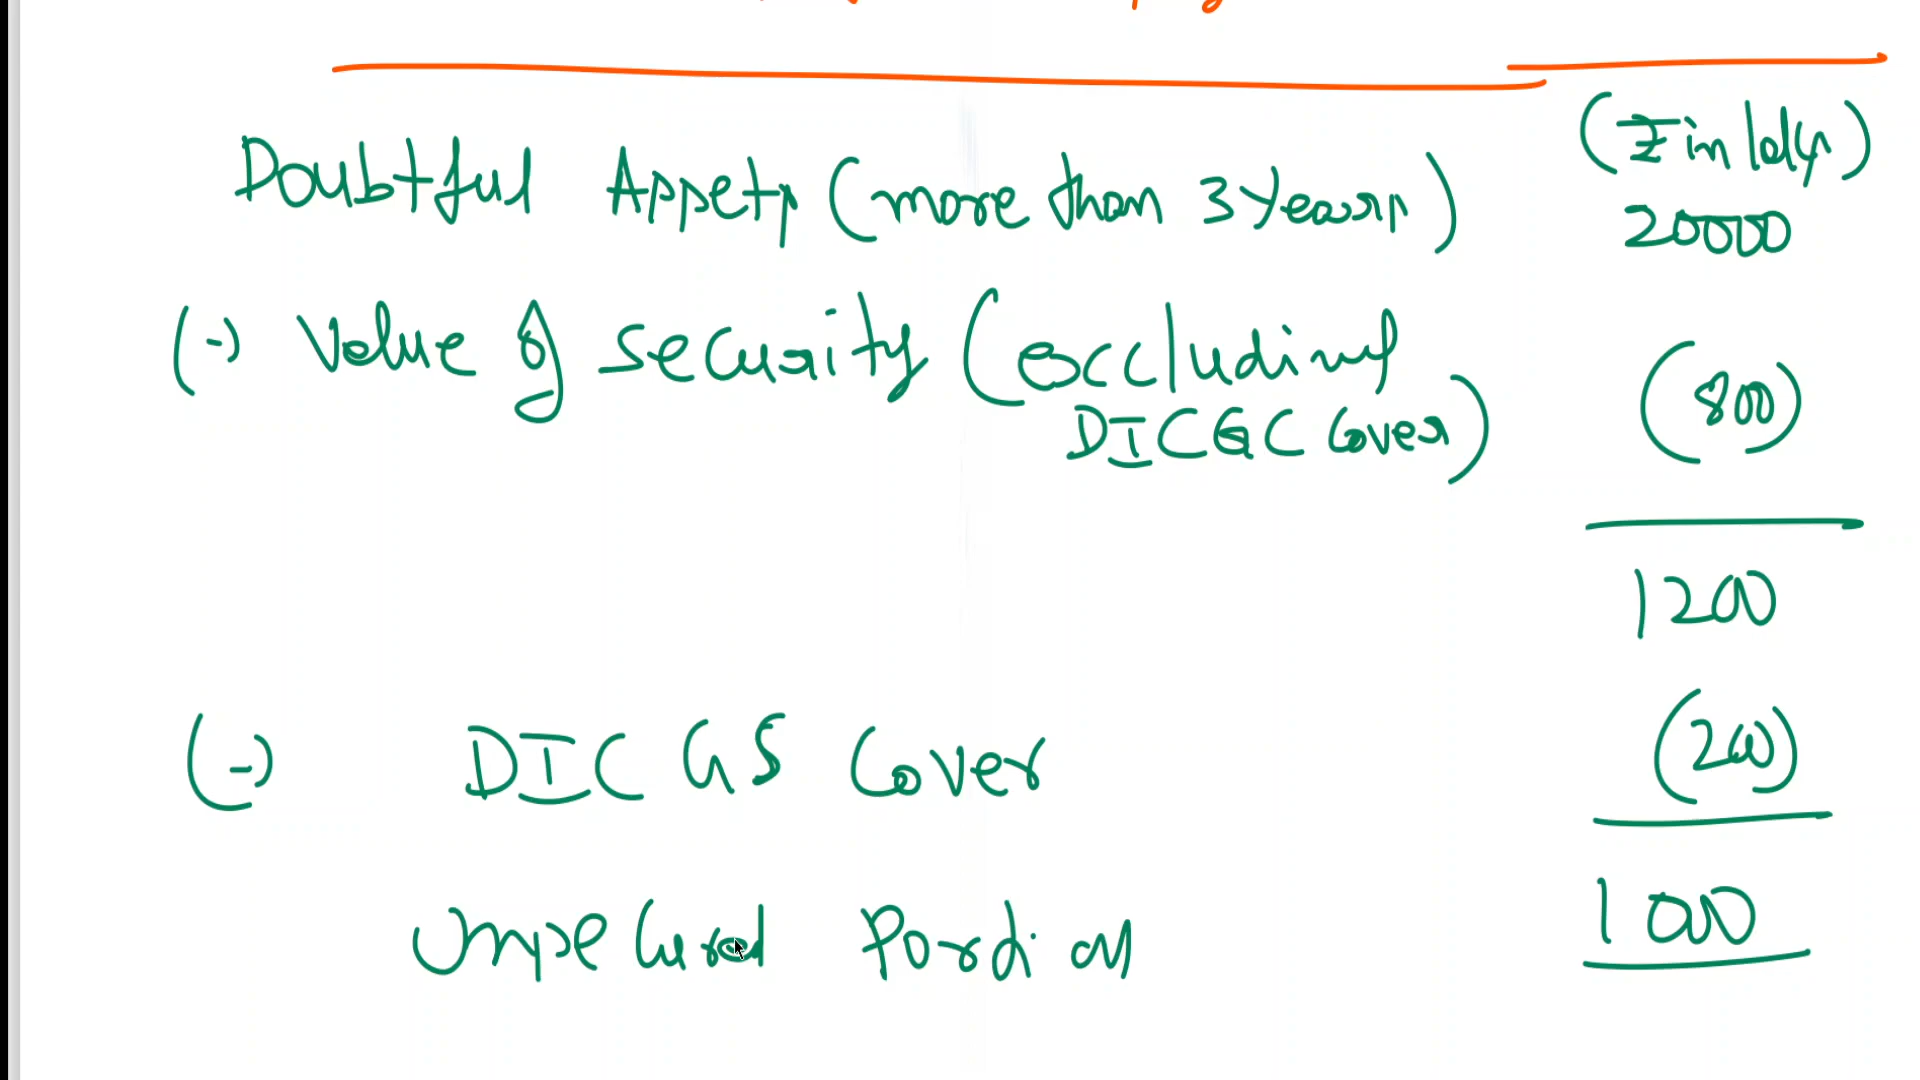 (₹ in lakhs)
Doubtful Assets (more than 3 Years) 20000
(-) Value of security (excluding DICGC Cover) (800)
1200
(-) DICGS Cover (200)
Unsecured Portion 1000